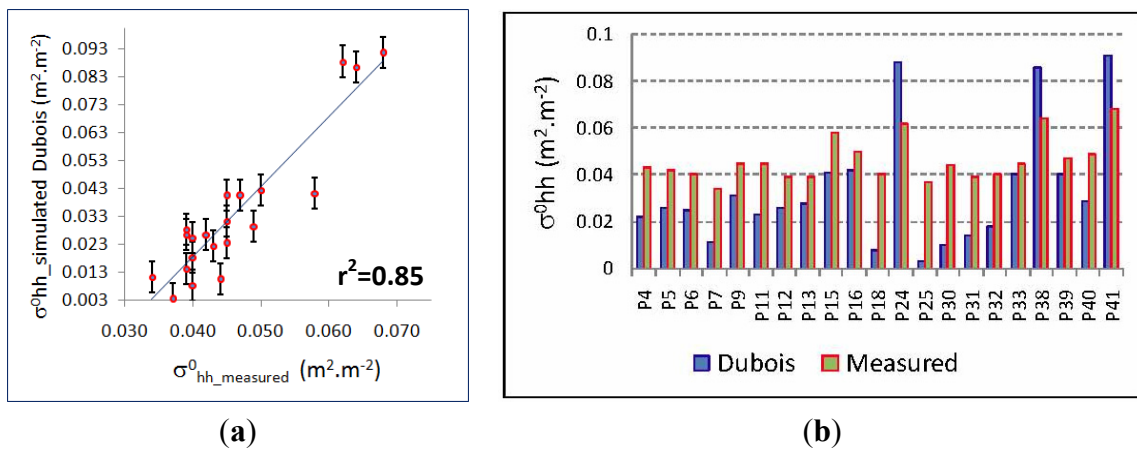 σ⁰hh_simulated Dubois (m².m⁻²)
0.093
0.083
0.073
0.063
0.053
0.043
0.033
0.023
0.013
0.003
r²=0.85
0.030 0.040 0.050 0.060 0.070
σ⁰hh_measured (m².m⁻²)
(a)
σ⁰hh (m².m⁻²)
0.1
0.08
0.06
0.04
0.02
0
P4 P5 P6 P7 P9 P11 P12 P13 P15 P16 P18 P24 P25 P30 P31 P32 P33 P38 P39 P40 P41
Dubois Measured
(b)